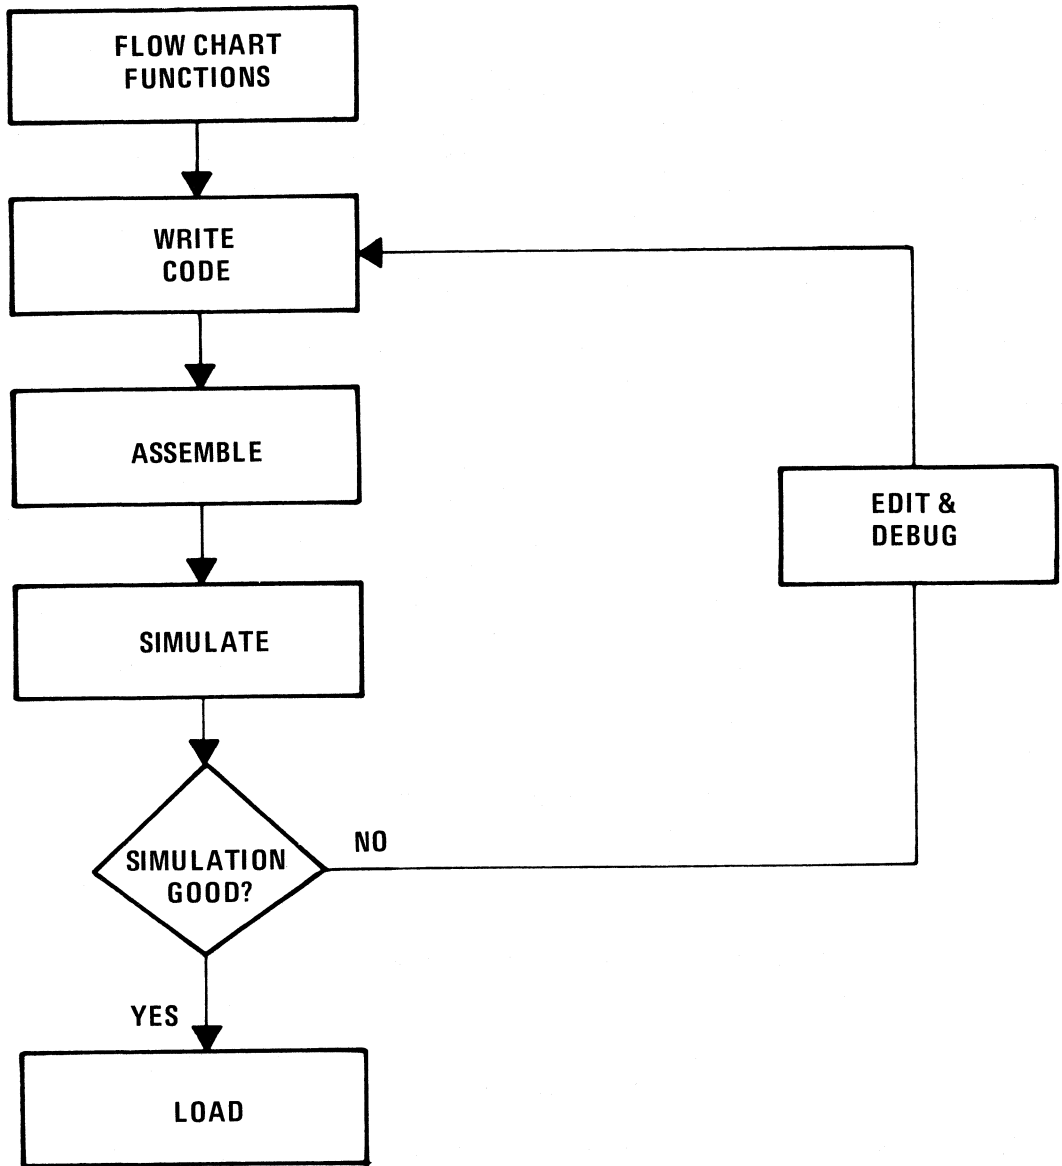 FLOW CHART
FUNCTIONS
WRITE
CODE
ASSEMBLE
EDIT &
DEBUG
SIMULATE
NO
SIMULATION
GOOD?
YES
LOAD